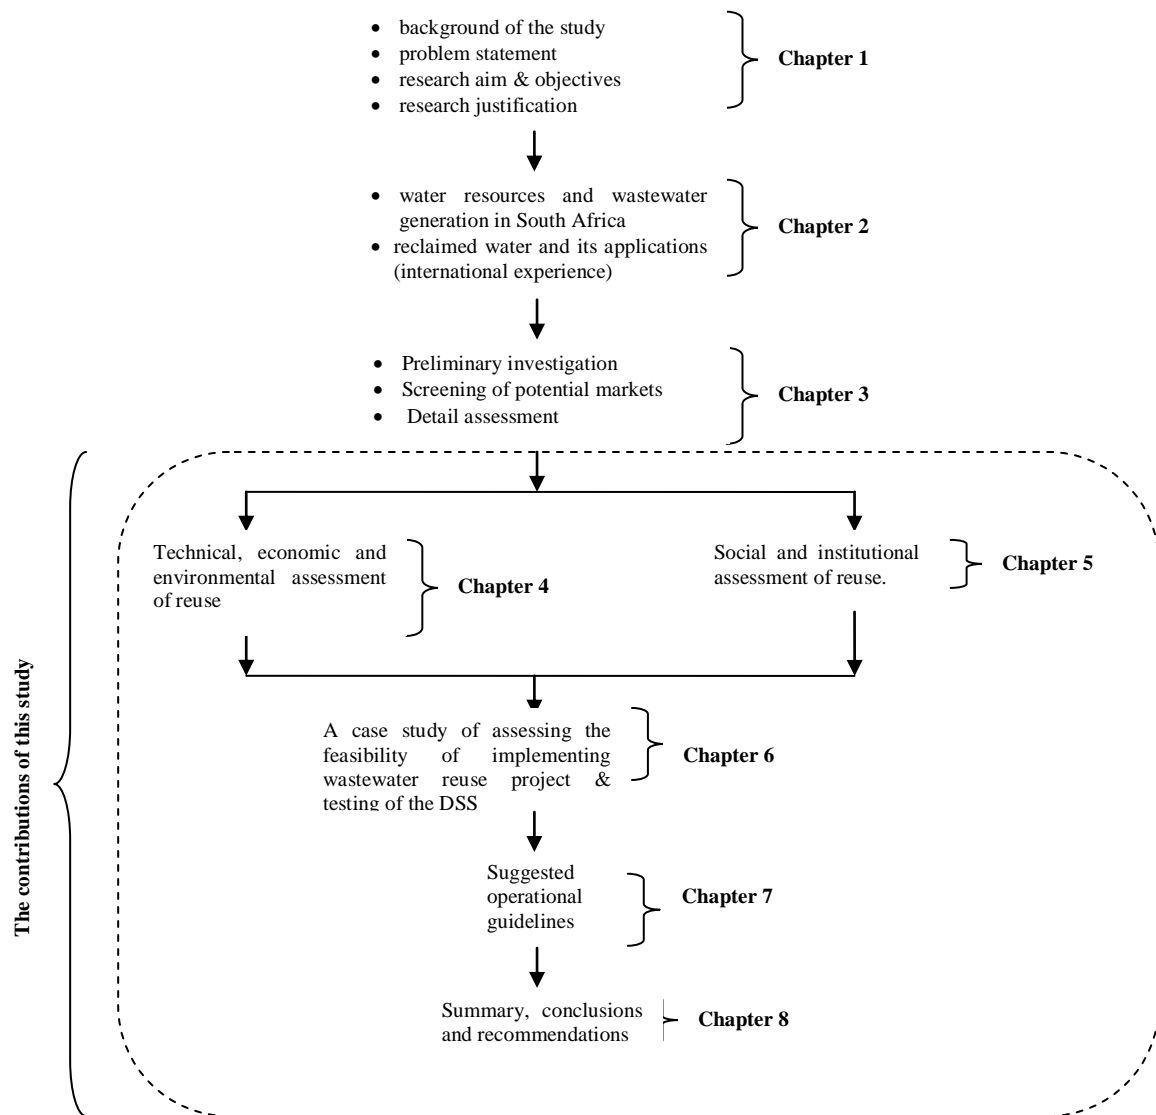 • background of the study
• problem statement
• research aim & objectives
• research justification
Chapter 1
• water resources and wastewater
generation in South Africa
• reclaimed water and its applications
(international experience)
Chapter 2
• Preliminary investigation
• Screening of potential markets
• Detail assessment
Chapter 3
The contributions of this study
Technical, economic and
environmental assessment
of reuse
Chapter 4
Social and institutional
assessment of reuse.
Chapter 5
A case study of assessing the
feasibility of implementing
wastewater reuse project &
testing of the DSS
Chapter 6
Suggested
operational
guidelines
Chapter 7
Summary, conclusions
and recommendations
Chapter 8